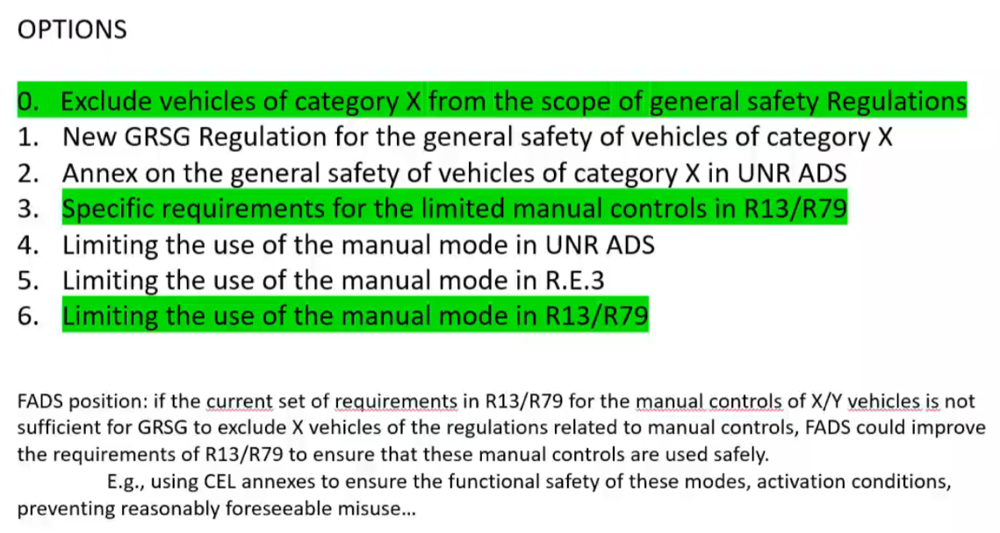 OPTIONS
0. Exclude vehicles of category X from the scope of general safety Regulations
1. New GRSG Regulation for the general safety of vehicles of category X
2. Annex on the general safety of vehicles of category X in UNR ADS
3. Specific requirements for the limited manual controls in R13/R79
4. Limiting the use of the manual mode in UNR ADS
5. Limiting the use of the manual mode in R.E.3
6. Limiting the use of the manual mode in R13/R79
FADS position: if the current set of requirements in R13/R79 for the manual controls of X/Y vehicles is not
sufficient for GRSG to exclude X vehicles of the regulations related to manual controls, FADS could improve
the requirements of R13/R79 to ensure that these manual controls are used safely.
E.g., using CEL annexes to ensure the functional safety of these modes, activation conditions,
preventing reasonably foreseeable misuse...